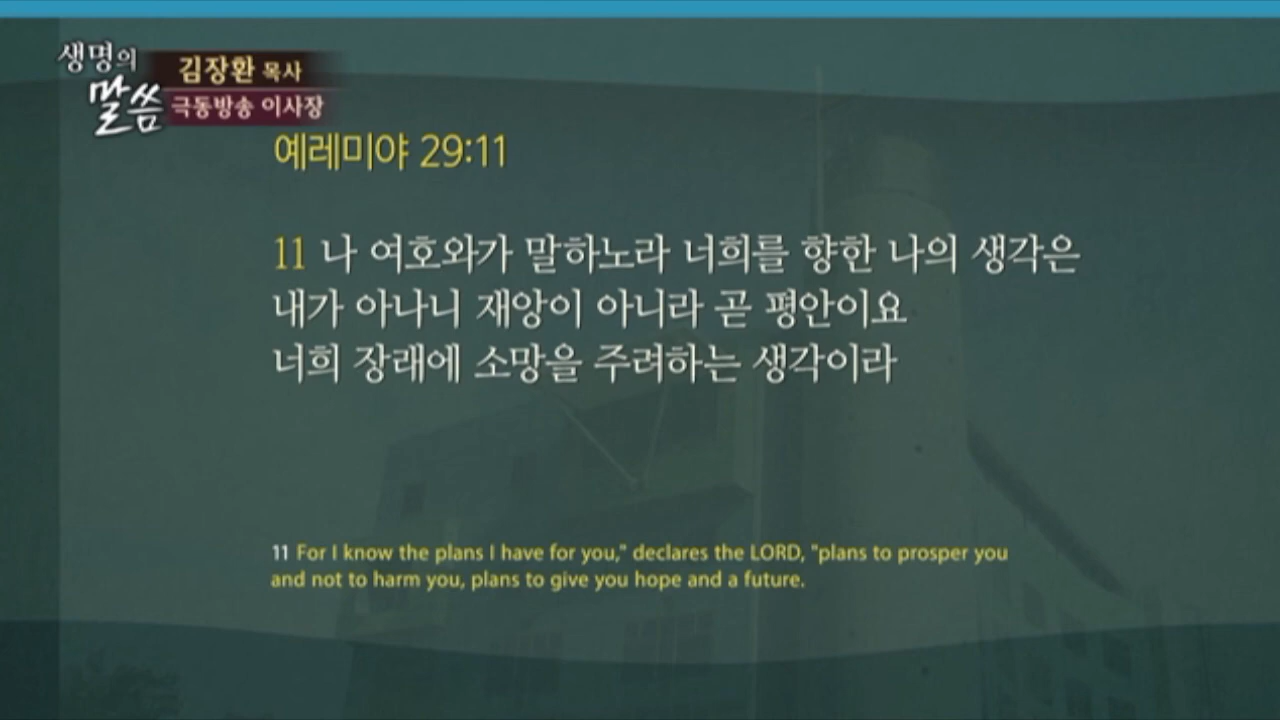 생명의
말씀
김장환 목사
극동방송 이사장
예레미야 29:11
11 나 여호와가 말하노라 너희를 향한 나의 생각은
내가 아나니 재앙이 아니라 곧 평안이요
너희 장래에 소망을 주려하는 생각이라
11 For I know the plans I have for you," declares the LORD, "plans to prosper you
and not to harm you, plans to give you hope and a future.